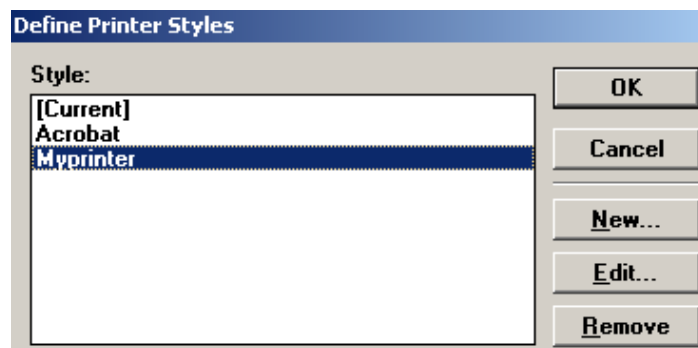 Define Printer Styles
Style:
[Current]
Acrobat
Myprinter
OK
Cancel
New...
Edit...
Remove